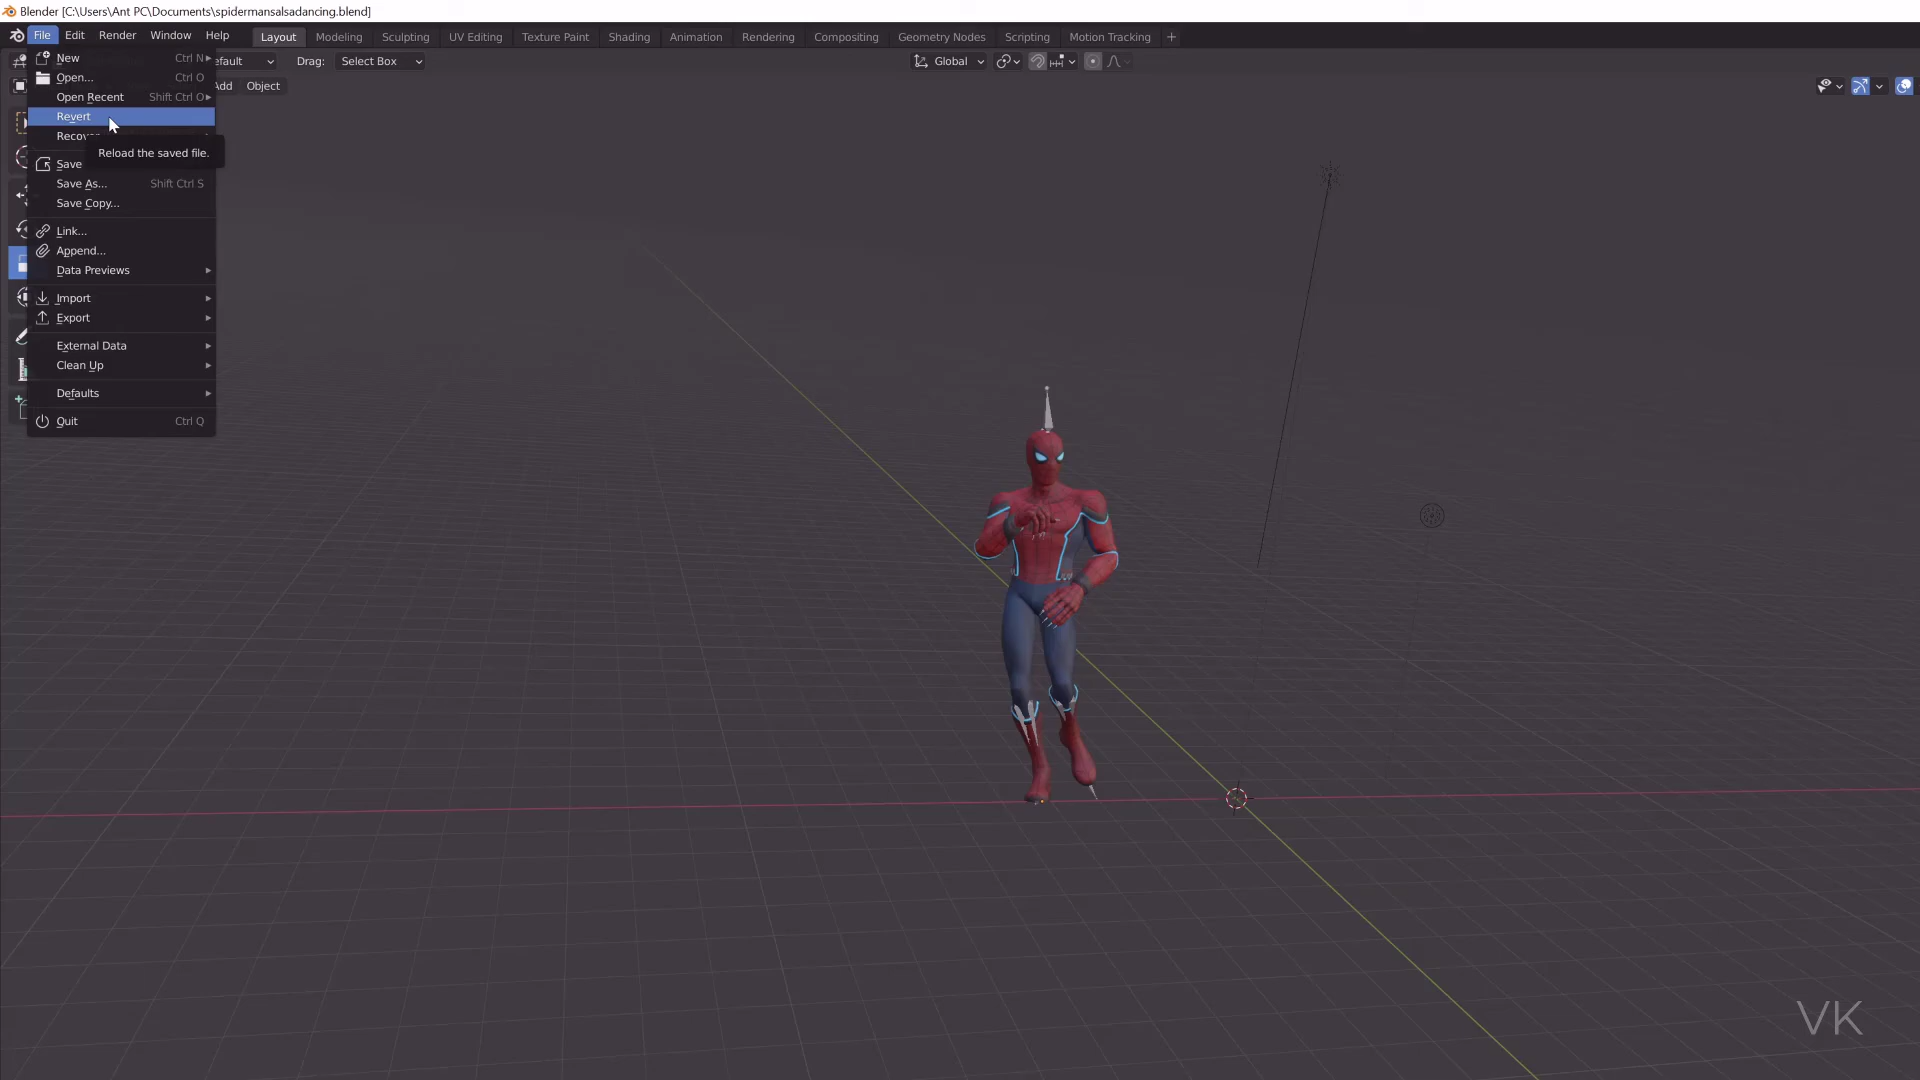 Blender [C:\Users\Ant PC\Documents\spidermansalsadancing.blend]
File Edit Render Window Help Layout Modeling Sculpting UV Editing Texture Paint Shading Animation Rendering Compositing Geometry Nodes Scripting Motion Tracking +
efault Drag: Select Box Global
Add Object
New Ctrl N
Open... Ctrl O
Open Recent Shift Ctrl O
Revert
Recover
Reload the saved file.
Save
Save As... Shift Ctrl S
Save Copy...
Link...
Append...
Data Previews
Import
Export
External Data
Clean Up
Defaults
Quit Ctrl Q
VK